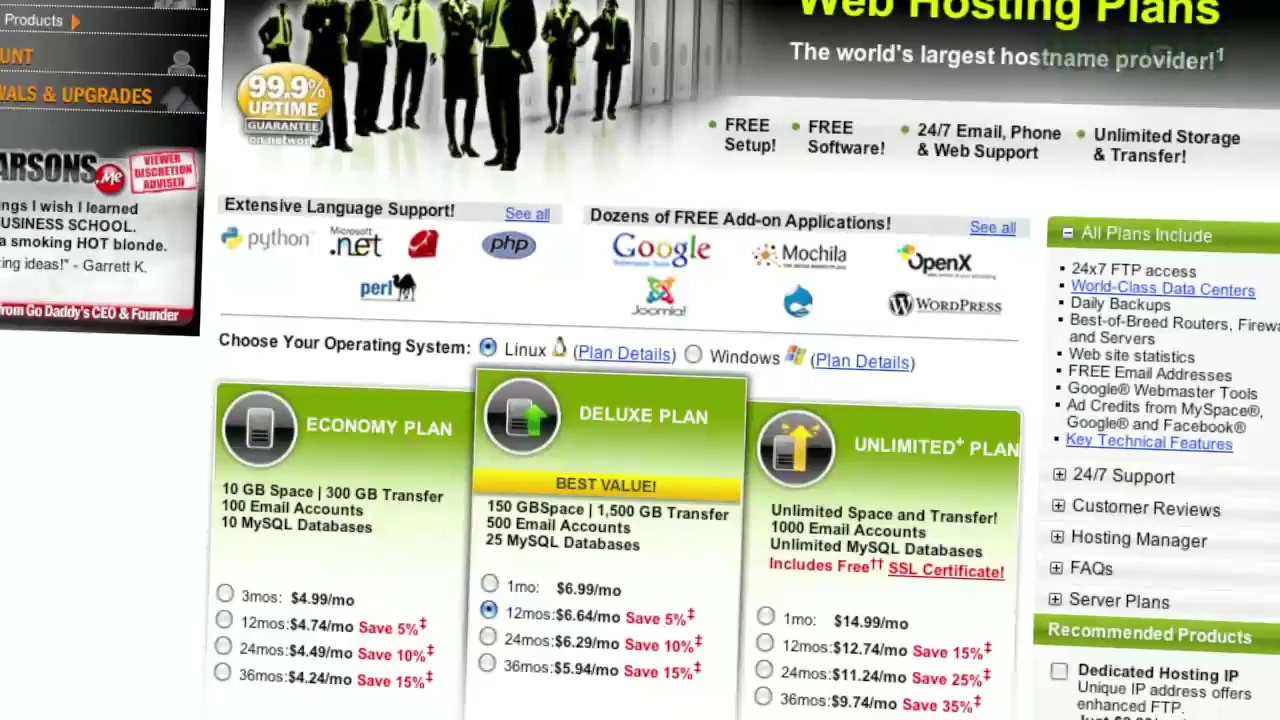 Products
UNT
VALS & UPGRADES
ARSONS.Me
VIEWER
DISCRETION
ADVISED
ngs I wish I learned
USINESS SCHOOL.
a smoking HOT blonde.
ing ideas!" - Garrett K.
from Go Daddy's CEO & Founder
Web Hosting Plans
The world's largest hostname provider!¹
99.9%
UPTIME
GUARANTEE
on network
FREE
Setup!
FREE
Software!
24/7 Email, Phone
& Web Support
Unlimited Storage
& Transfer!
Extensive Language Support! See all
python Microsoft .net php
perl
Dozens of FREE Add-on Applications! See all
Google Mochila OpenX
Joomla! WORDPRESS
Choose Your Operating System: Linux (Plan Details) Windows (Plan Details)
ECONOMY PLAN
10 GB Space | 300 GB Transfer
100 Email Accounts
10 MySQL Databases
3mos: $4.99/mo
12mos:$4.74/mo Save 5%‡
24mos:$4.49/mo Save 10%‡
36mos:$4.24/mo Save 15%‡
DELUXE PLAN
BEST VALUE!
150 GBSpace | 1,500 GB Transfer
500 Email Accounts
25 MySQL Databases
1mo: $6.99/mo
12mos:$6.64/mo Save 5%‡
24mos:$6.29/mo Save 10%‡
36mos:$5.94/mo Save 15%‡
UNLIMITED+ PLAN
Unlimited Space and Transfer!
1000 Email Accounts
Unlimited MySQL Databases
Includes Free†† SSL Certificate!
1mo: $14.99/mo
12mos:$12.74/mo Save 15%‡
24mos:$11.24/mo Save 25%‡
36mos:$9.74/mo Save 35%‡
All Plans Include
24x7 FTP access
World-Class Data Centers
Daily Backups
Best-of-Breed Routers, Firewa
and Servers
Web site statistics
FREE Email Addresses
Google® Webmaster Tools
Ad Credits from MySpace®,
Google® and Facebook®
Key Technical Features
24/7 Support
Customer Reviews
Hosting Manager
FAQs
Server Plans
Recommended Products
Dedicated Hosting IP
Unique IP address offers
enhanced FTP.